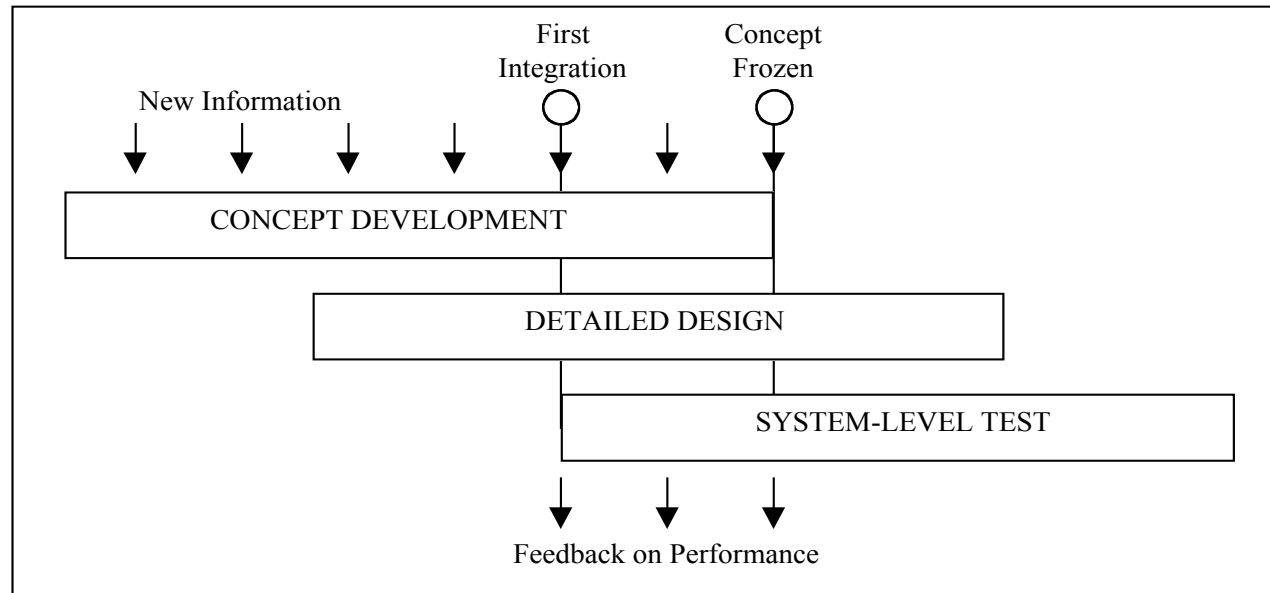 First
Integration
Concept
Frozen
New Information
CONCEPT DEVELOPMENT
DETAILED DESIGN
SYSTEM-LEVEL TEST
Feedback on Performance